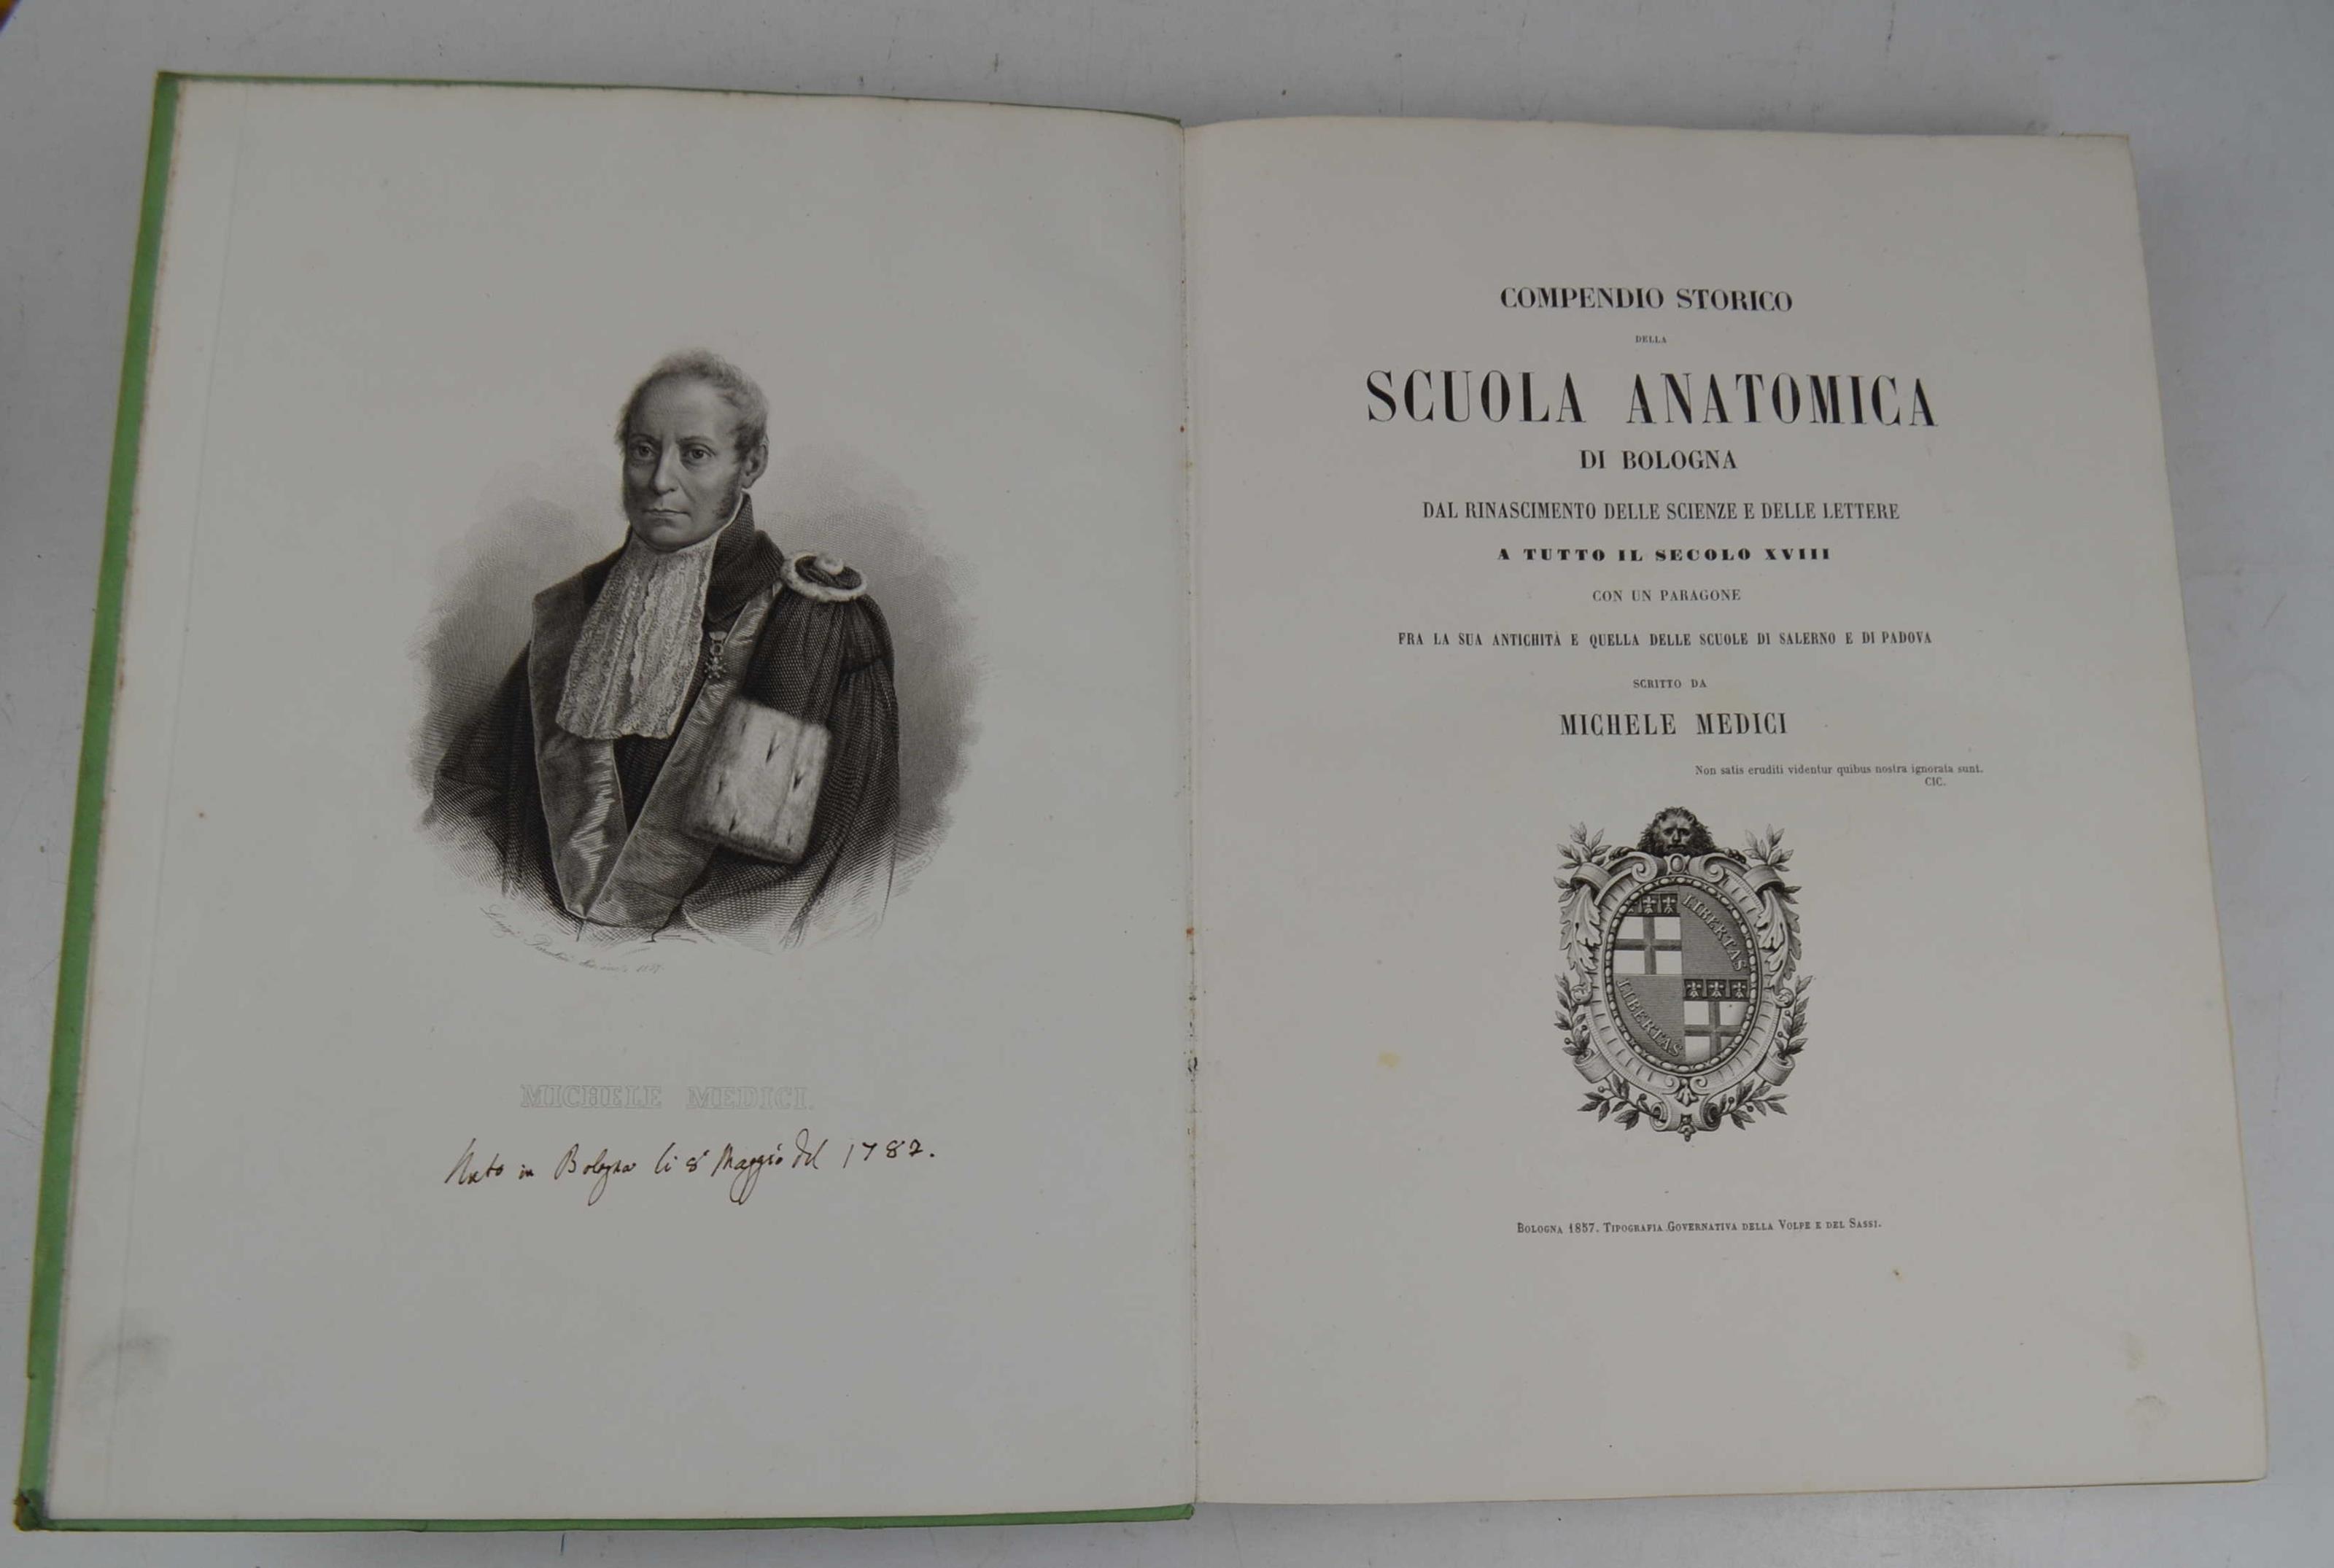 Luigi
1857
MICHELE MEDICI
Nato in Bologna li 8 Maggio del 1782.
COMPENDIO STORICO
DELLA
SCUOLA ANATOMICA
DI BOLOGNA
DAL RINASCIMENTO DELLE SCIENZE E DELLE LETTERE
A TUTTO IL SECOLO XVIII
CON UN PARAGONE
FRA LA SUA ANTICHITÀ E QUELLA DELLE SCUOLE DI SALERNO E DI PADOVA
SCRITTO DA
MICHELE MEDICI
Non satis eruditi videntur quibus nostra ignorata sunt.
CIC.
LIBERTAS
LIBERTAS
BOLOGNA 1857. TIPOGRAFIA GOVERNATIVA DELLA VOLPE E DEL SASSI.